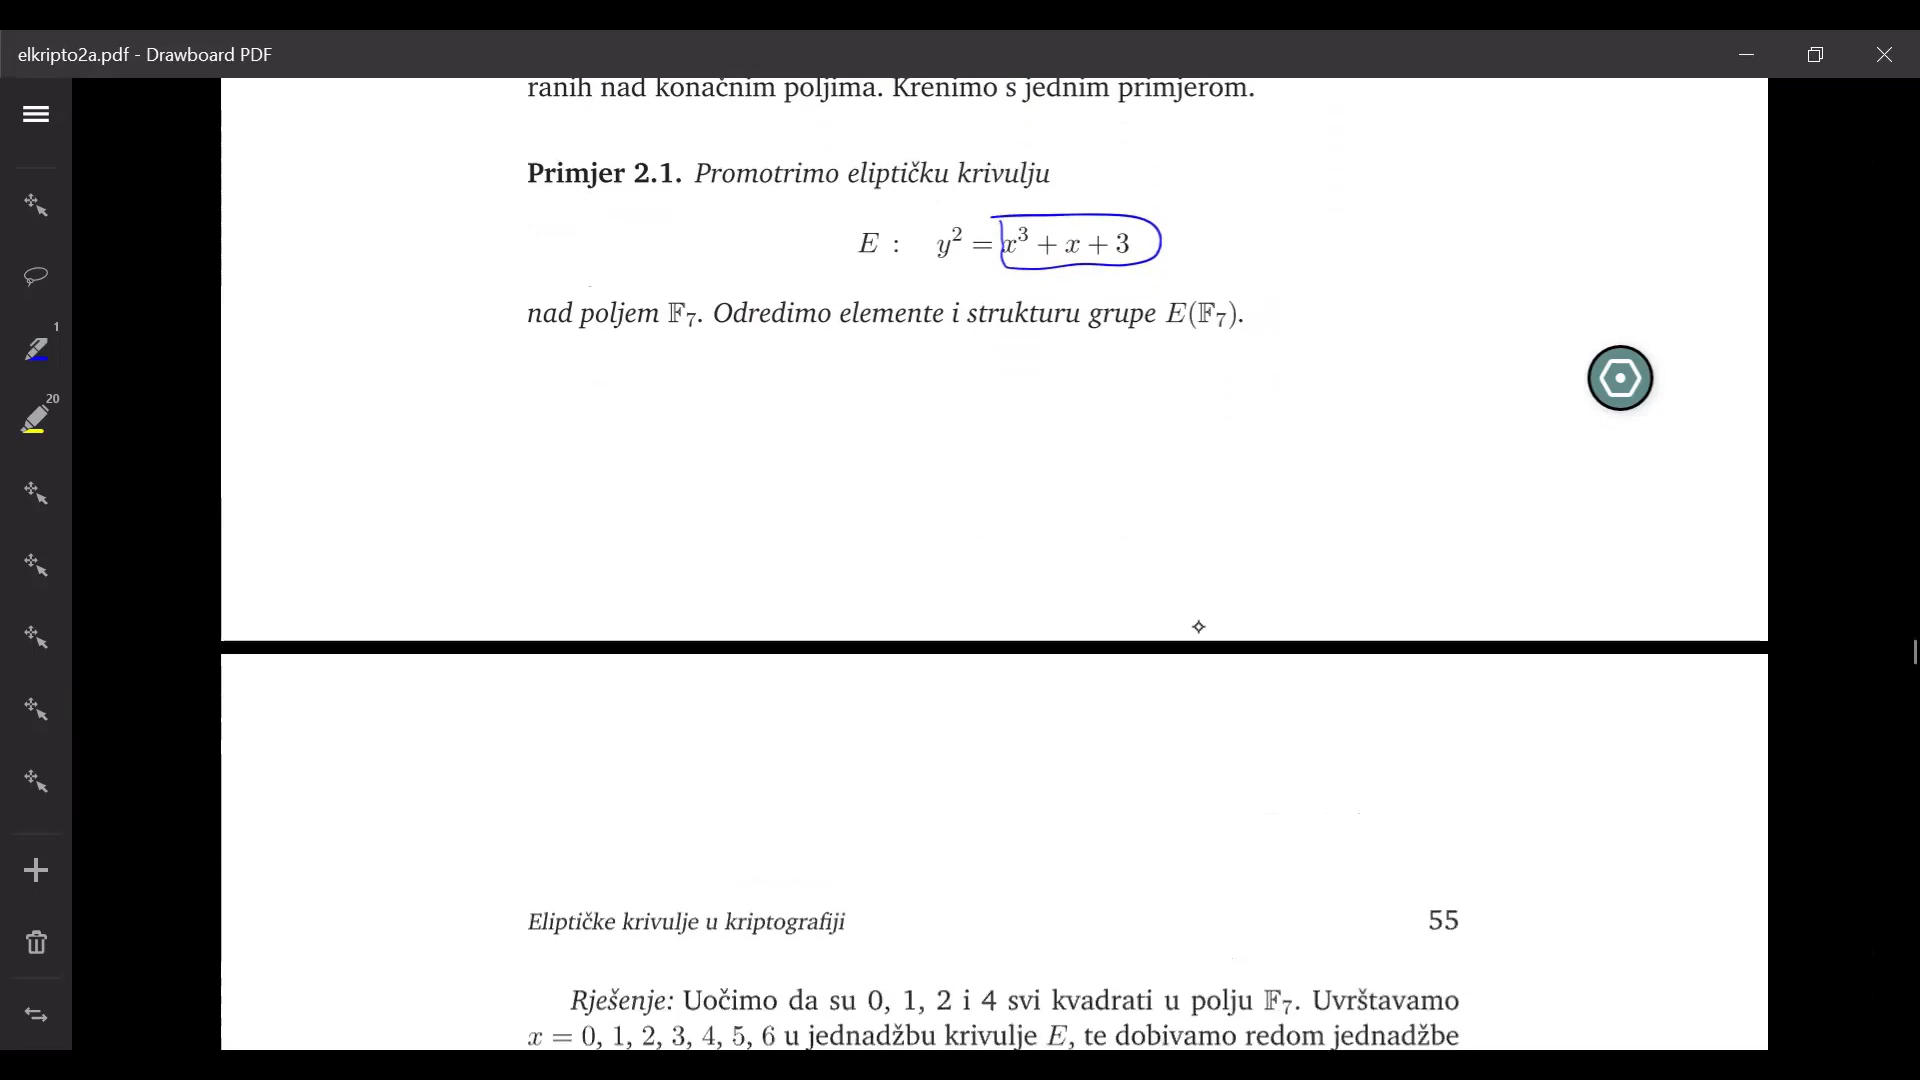 elkripto2a.pdf - Drawboard PDF
ranih nad konačnim poljima. Krenimo s jednim primjerom.
Primjer 2.1. Promotrimo eliptičku krivulju
E : y² = x³ + x + 3
nad poljem 𝔽₇. Odredimo elemente i strukturu grupe E(𝔽₇).
1
20
Eliptičke krivulje u kriptografiji 55
Rješenje: Uočimo da su 0, 1, 2 i 4 svi kvadrati u polju 𝔽₇. Uvrštavamo
x = 0, 1, 2, 3, 4, 5, 6 u jednadžbu krivulje E, te dobivamo redom jednadžbe